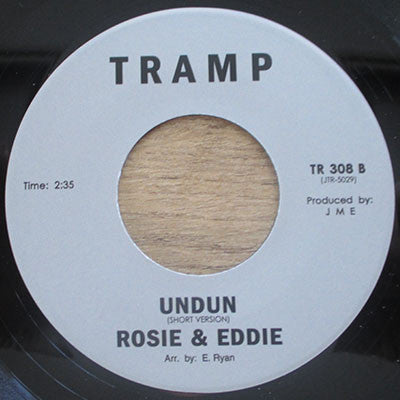 TRAMP
Time: 2:35
TR 308 B
(JTR-5029)
Produced by:
J M E
UNDUN
(SHORT VERSION)
ROSIE & EDDIE
Arr. by: E. Ryan